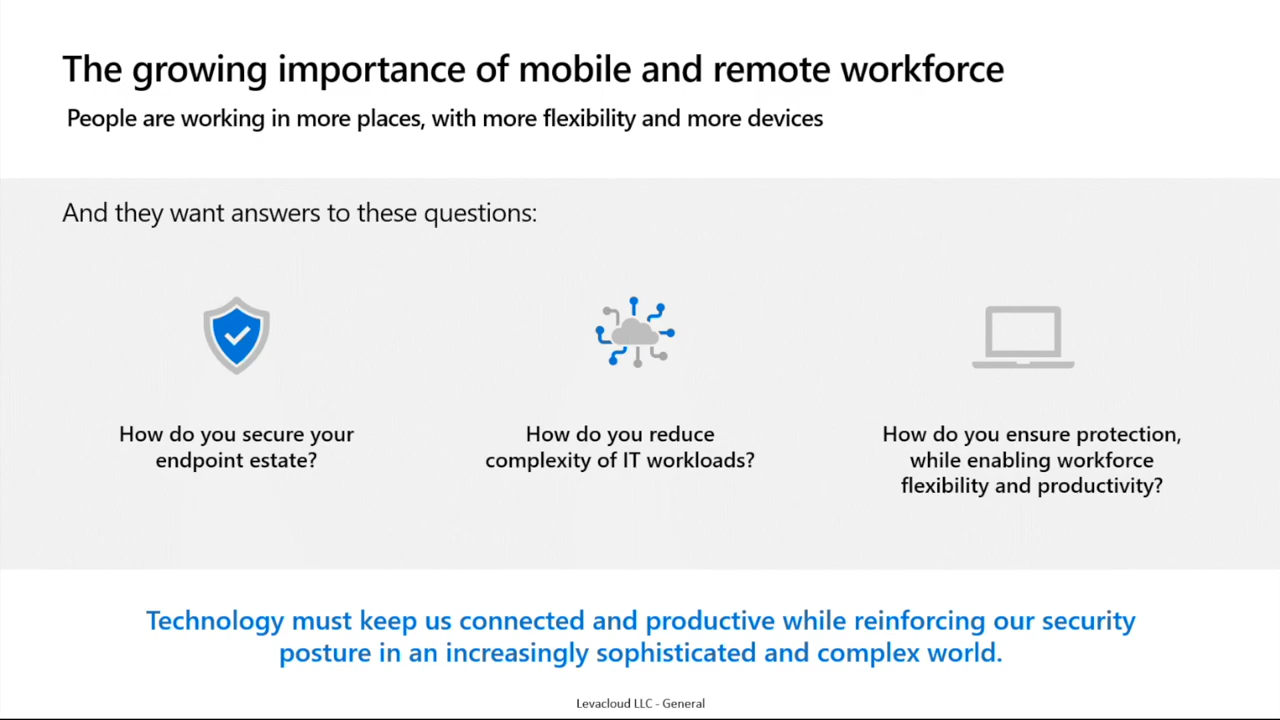 The growing importance of mobile and remote workforce
People are working in more places, with more flexibility and more devices
And they want answers to these questions:
How do you secure your
endpoint estate?
How do you reduce
complexity of IT workloads?
How do you ensure protection,
while enabling workforce
flexibility and productivity?
Technology must keep us connected and productive while reinforcing our security
posture in an increasingly sophisticated and complex world.
Levacloud LLC - General